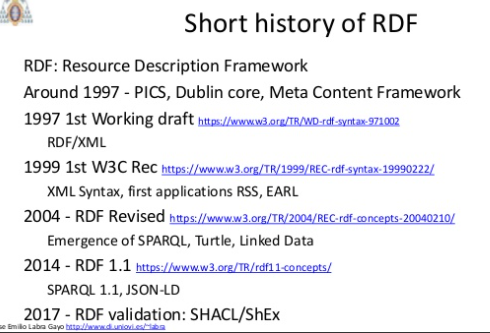 Short history of RDF
RDF: Resource Description Framework
Around 1997 - PICS, Dublin core, Meta Content Framework
1997 1st Working draft https://www.w3.org/TR/WD-rdf-syntax-971002
RDF/XML
1999 1st W3C Rec https://www.w3.org/TR/1999/REC-rdf-syntax-19990222/
XML Syntax, first applications RSS, EARL
2004 - RDF Revised https://www.w3.org/TR/2004/REC-rdf-concepts-20040210/
Emergence of SPARQL, Turtle, Linked Data
2014 - RDF 1.1 https://www.w3.org/TR/rdf11-concepts/
SPARQL 1.1, JSON-LD
2017 - RDF validation: SHACL/ShEx
se Emilio Labra Gayo http://www.di.uniovi.es/~labra